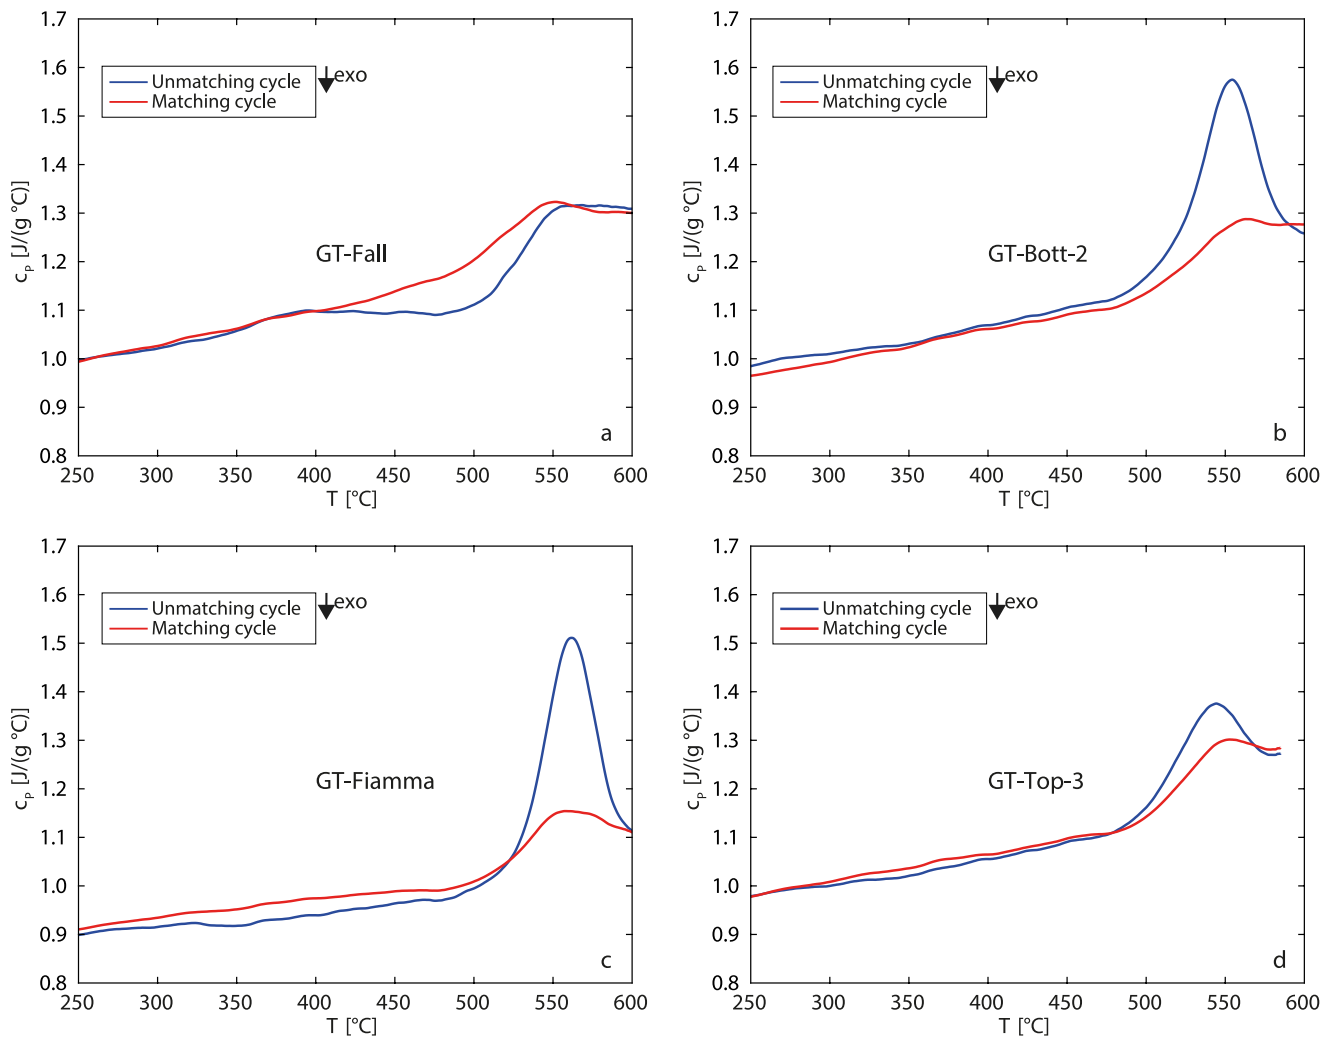 1.7
1.6
1.5
1.4
1.3
1.2
1.1
1.0
0.9
0.8
cP [J/(g °C)]
Unmatching cycle
Matching cycle
exo
GT-Fall
a
250 300 350 400 450 500 550 600
T [°C]
1.7
1.6
1.5
1.4
1.3
1.2
1.1
1.0
0.9
0.8
cP [J/(g °C)]
Unmatching cycle
Matching cycle
exo
GT-Bott-2
b
250 300 350 400 450 500 550 600
T [°C]
1.7
1.6
1.5
1.4
1.3
1.2
1.1
1.0
0.9
0.8
cP [J/(g °C)]
Unmatching cycle
Matching cycle
exo
GT-Fiamma
c
250 300 350 400 450 500 550 600
T [°C]
1.7
1.6
1.5
1.4
1.3
1.2
1.1
1.0
0.9
0.8
cP [J/(g °C)]
Unmatching cycle
Matching cycle
exo
GT-Top-3
d
250 300 350 400 450 500 550 600
T [°C]